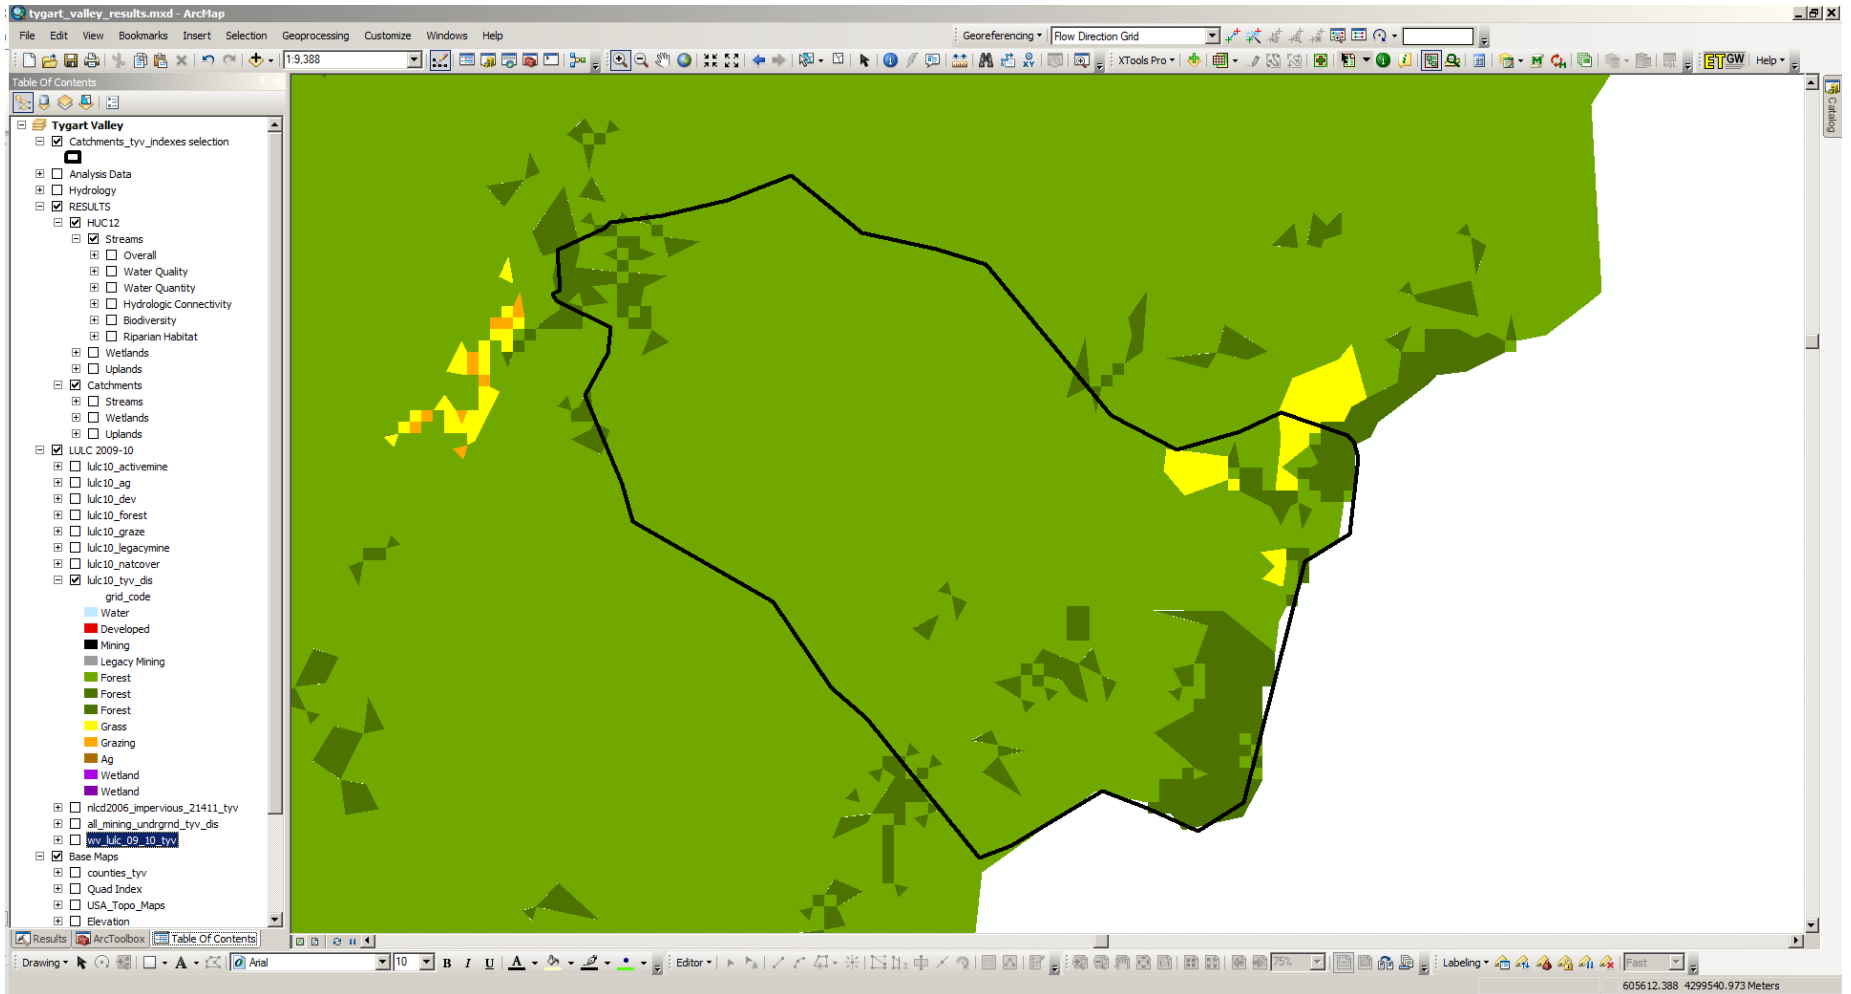 tygart_valley_results.mxd - ArcMap
File Edit View Bookmarks Insert Selection Geoprocessing Customize Windows Help
Georeferencing Flow Direction Grid
1:9,388
XTools Pro
ET GW Help
Table Of Contents
Catalog
Tygart Valley
Catchments_tyv_indexes selection
Analysis Data
Hydrology
RESULTS
HUC12
Streams
Overall
Water Quality
Water Quantity
Hydrologic Connectivity
Biodiversity
Riparian Habitat
Wetlands
Uplands
Catchments
Streams
Wetlands
Uplands
LULC 2009-10
lulc10_activemine
lulc10_ag
lulc10_dev
lulc10_forest
lulc10_graze
lulc10_legacymine
lulc10_natcover
lulc10_tyv_dis
grid_code
Water
Developed
Mining
Legacy Mining
Forest
Forest
Forest
Grass
Grazing
Ag
Wetland
Wetland
nlcd2006_impervious_21411_tyv
all_mining_undrgrnd_tyv_dis
wv_lulc_09_10_tyv
Base Maps
counties_tyv
Quad Index
USA_Topo_Maps
Elevation
Results ArcToolbox Table Of Contents
Drawing A Arial 10 B I U A Editor 75% Labeling Fast
605612.388 4299540.973 Meters